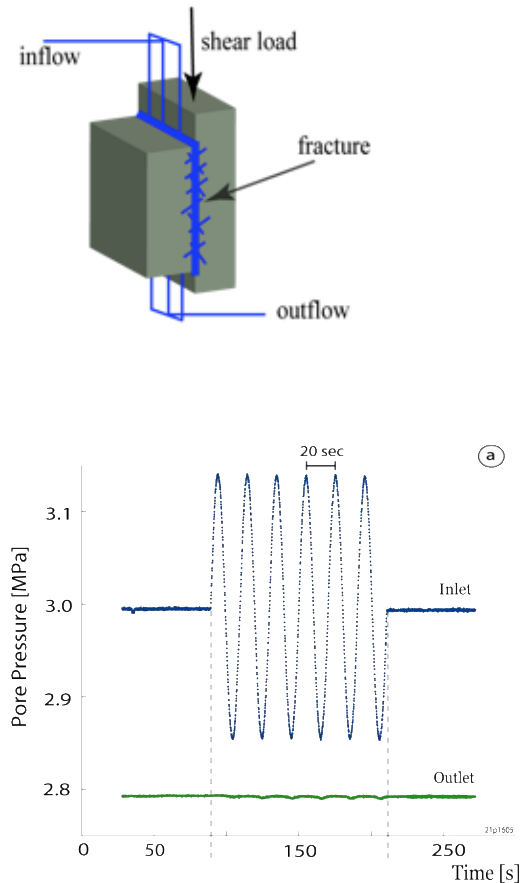 shear load
inflow
fracture
outflow
20 sec
a
3.1
Inlet
3.0
Pore Pressure [MPa]
2.9
Outlet
2.8
21p1605
0 50 150 250
Time [s]